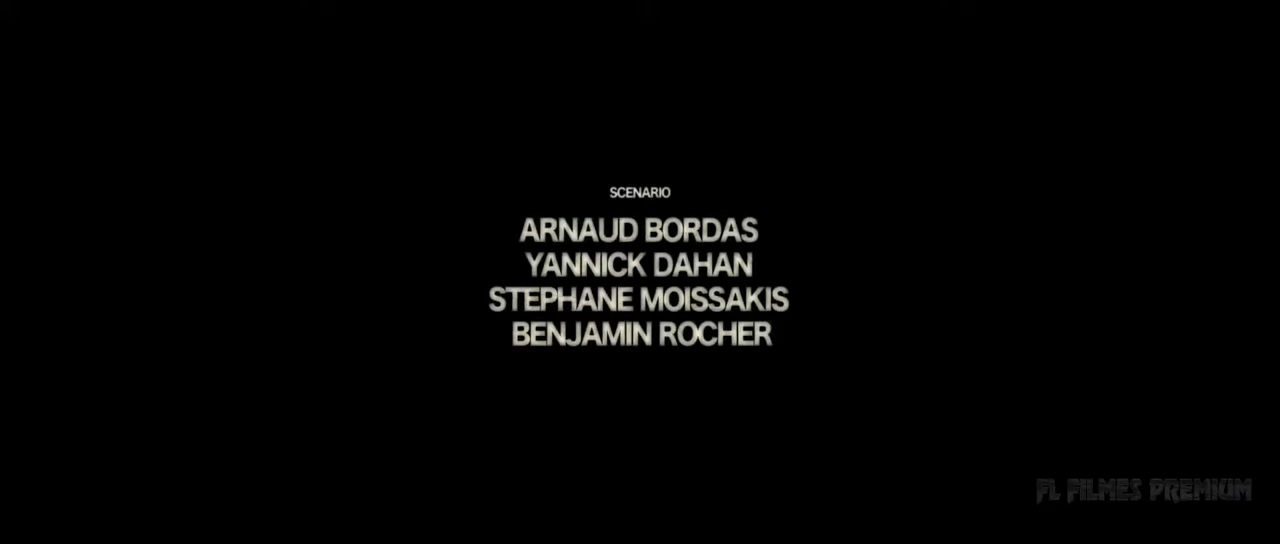 SCENARIO
ARNAUD BORDAS
YANNICK DAHAN
STEPHANE MOISSAKIS
BENJAMIN ROCHER
FL FILMES PREMIUM